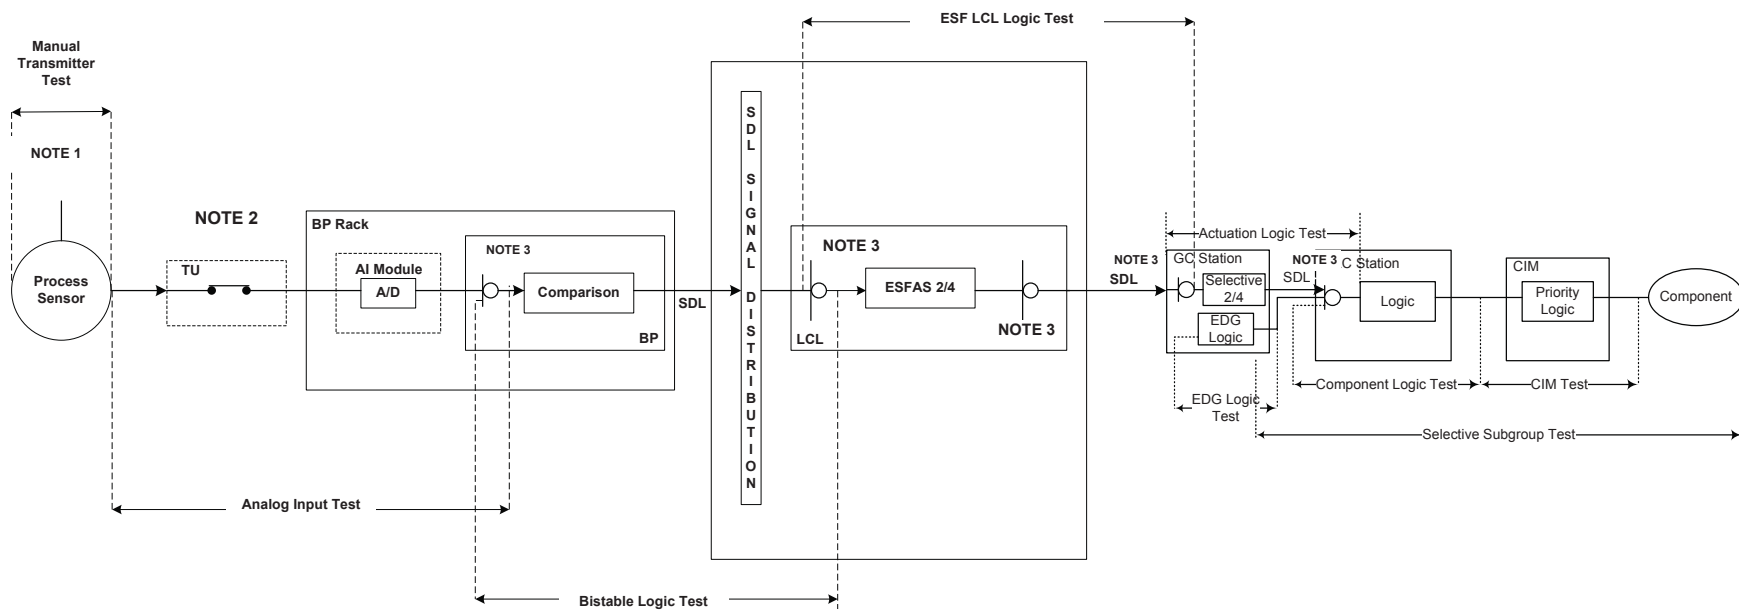 ESF LCL Logic Test
Manual
Transmitter
Test
NOTE 1
Process
Sensor
NOTE 2
TU
BP Rack
AI Module
A/D
NOTE 3
Comparison
BP
SDL
SDL SIGNAL DISTRIBUTION
NOTE 3
ESFAS 2/4
LCL
NOTE 3
SDL
NOTE 3
Actuation Logic Test
GC Station
Selective
2/4
EDG
Logic
SDL
NOTE 3
C Station
Logic
CIM
Priority
Logic
Component
Component Logic Test
CIM Test
EDG Logic
Test
Selective Subgroup Test
Analog Input Test
Bistable Logic Test